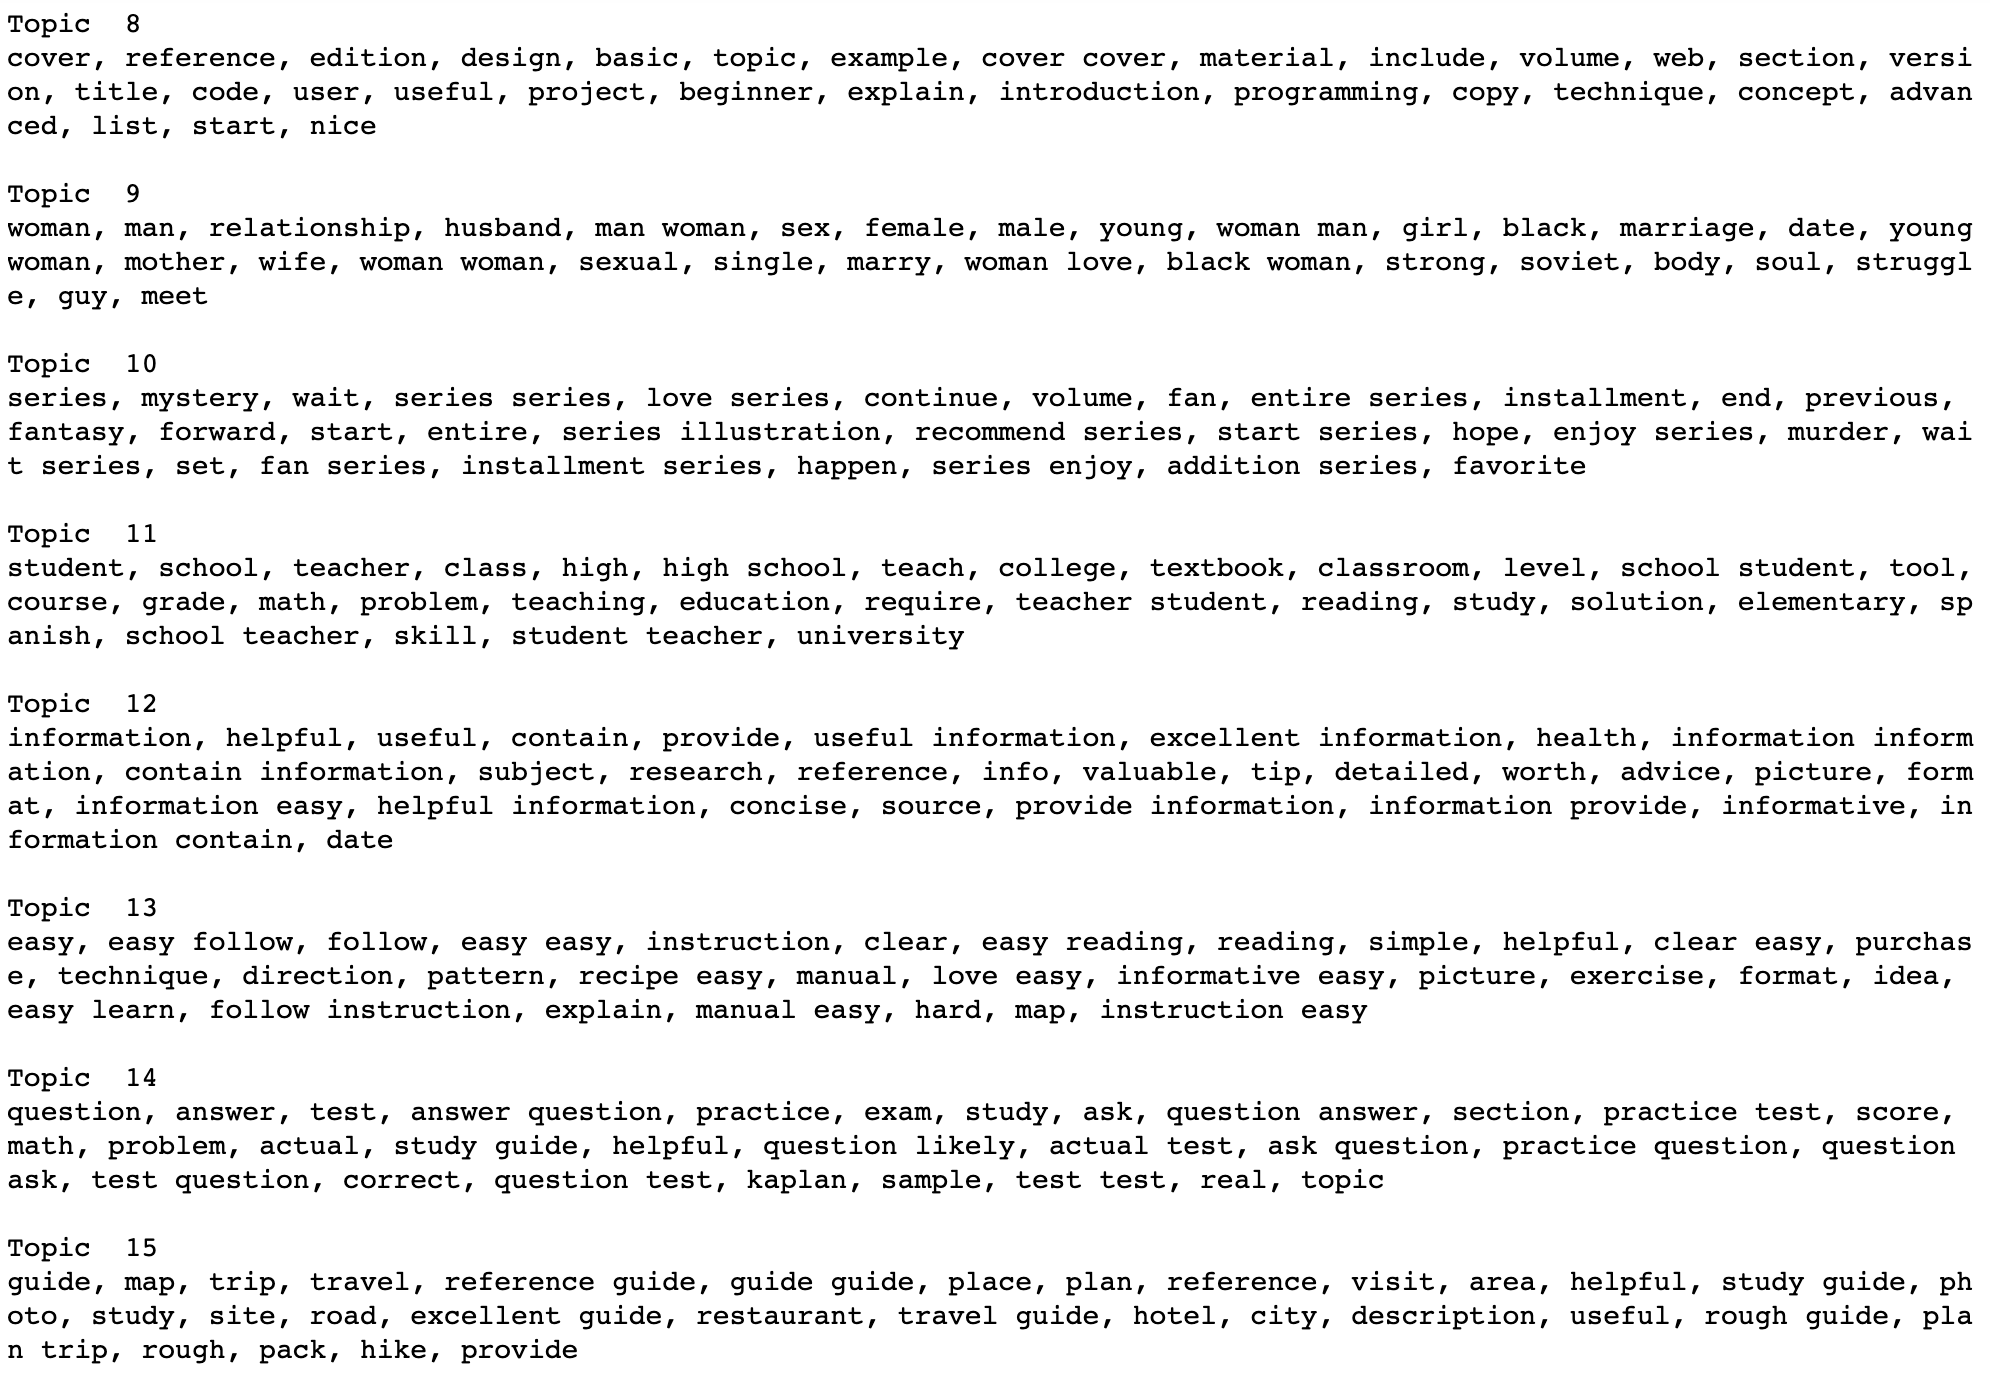 Topic  8
cover, reference, edition, design, basic, topic, example, cover cover, material, include, volume, web, section, versi
on, title, code, user, useful, project, beginner, explain, introduction, programming, copy, technique, concept, advan
ced, list, start, nice
Topic  9
woman, man, relationship, husband, man woman, sex, female, male, young, woman man, girl, black, marriage, date, young
woman, mother, wife, woman woman, sexual, single, marry, woman love, black woman, strong, soviet, body, soul, struggl
e, guy, meet
Topic  10
series, mystery, wait, series series, love series, continue, volume, fan, entire series, installment, end, previous,
fantasy, forward, start, entire, series illustration, recommend series, start series, hope, enjoy series, murder, wai
t series, set, fan series, installment series, happen, series enjoy, addition series, favorite
Topic  11
student, school, teacher, class, high, high school, teach, college, textbook, classroom, level, school student, tool,
course, grade, math, problem, teaching, education, require, teacher student, reading, study, solution, elementary, sp
anish, school teacher, skill, student teacher, university
Topic  12
information, helpful, useful, contain, provide, useful information, excellent information, health, information inform
ation, contain information, subject, research, reference, info, valuable, tip, detailed, worth, advice, picture, form
at, information easy, helpful information, concise, source, provide information, information provide, informative, in
formation contain, date
Topic  13
easy, easy follow, follow, easy easy, instruction, clear, easy reading, reading, simple, helpful, clear easy, purchas
e, technique, direction, pattern, recipe easy, manual, love easy, informative easy, picture, exercise, format, idea,
easy learn, follow instruction, explain, manual easy, hard, map, instruction easy
Topic  14
question, answer, test, answer question, practice, exam, study, ask, question answer, section, practice test, score,
math, problem, actual, study guide, helpful, question likely, actual test, ask question, practice question, question
ask, test question, correct, question test, kaplan, sample, test test, real, topic
Topic  15
guide, map, trip, travel, reference guide, guide guide, place, plan, reference, visit, area, helpful, study guide, ph
oto, study, site, road, excellent guide, restaurant, travel guide, hotel, city, description, useful, rough guide, pla
n trip, rough, pack, hike, provide